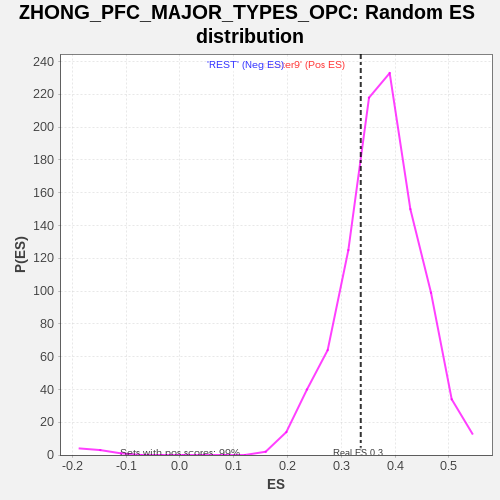 ZHONG_PFC_MAJOR_TYPES_OPC: Random ES
distribution
'REST' (Neg ES) (Pos ES)
240
220
200
180
160
140
120
100
80
60
40
20
0
P(ES)
Sets with pos scores: 99%
Real ES 0.3
-0.2 -0.1 0.0 0.1 0.2 0.3 0.4 0.5
ES